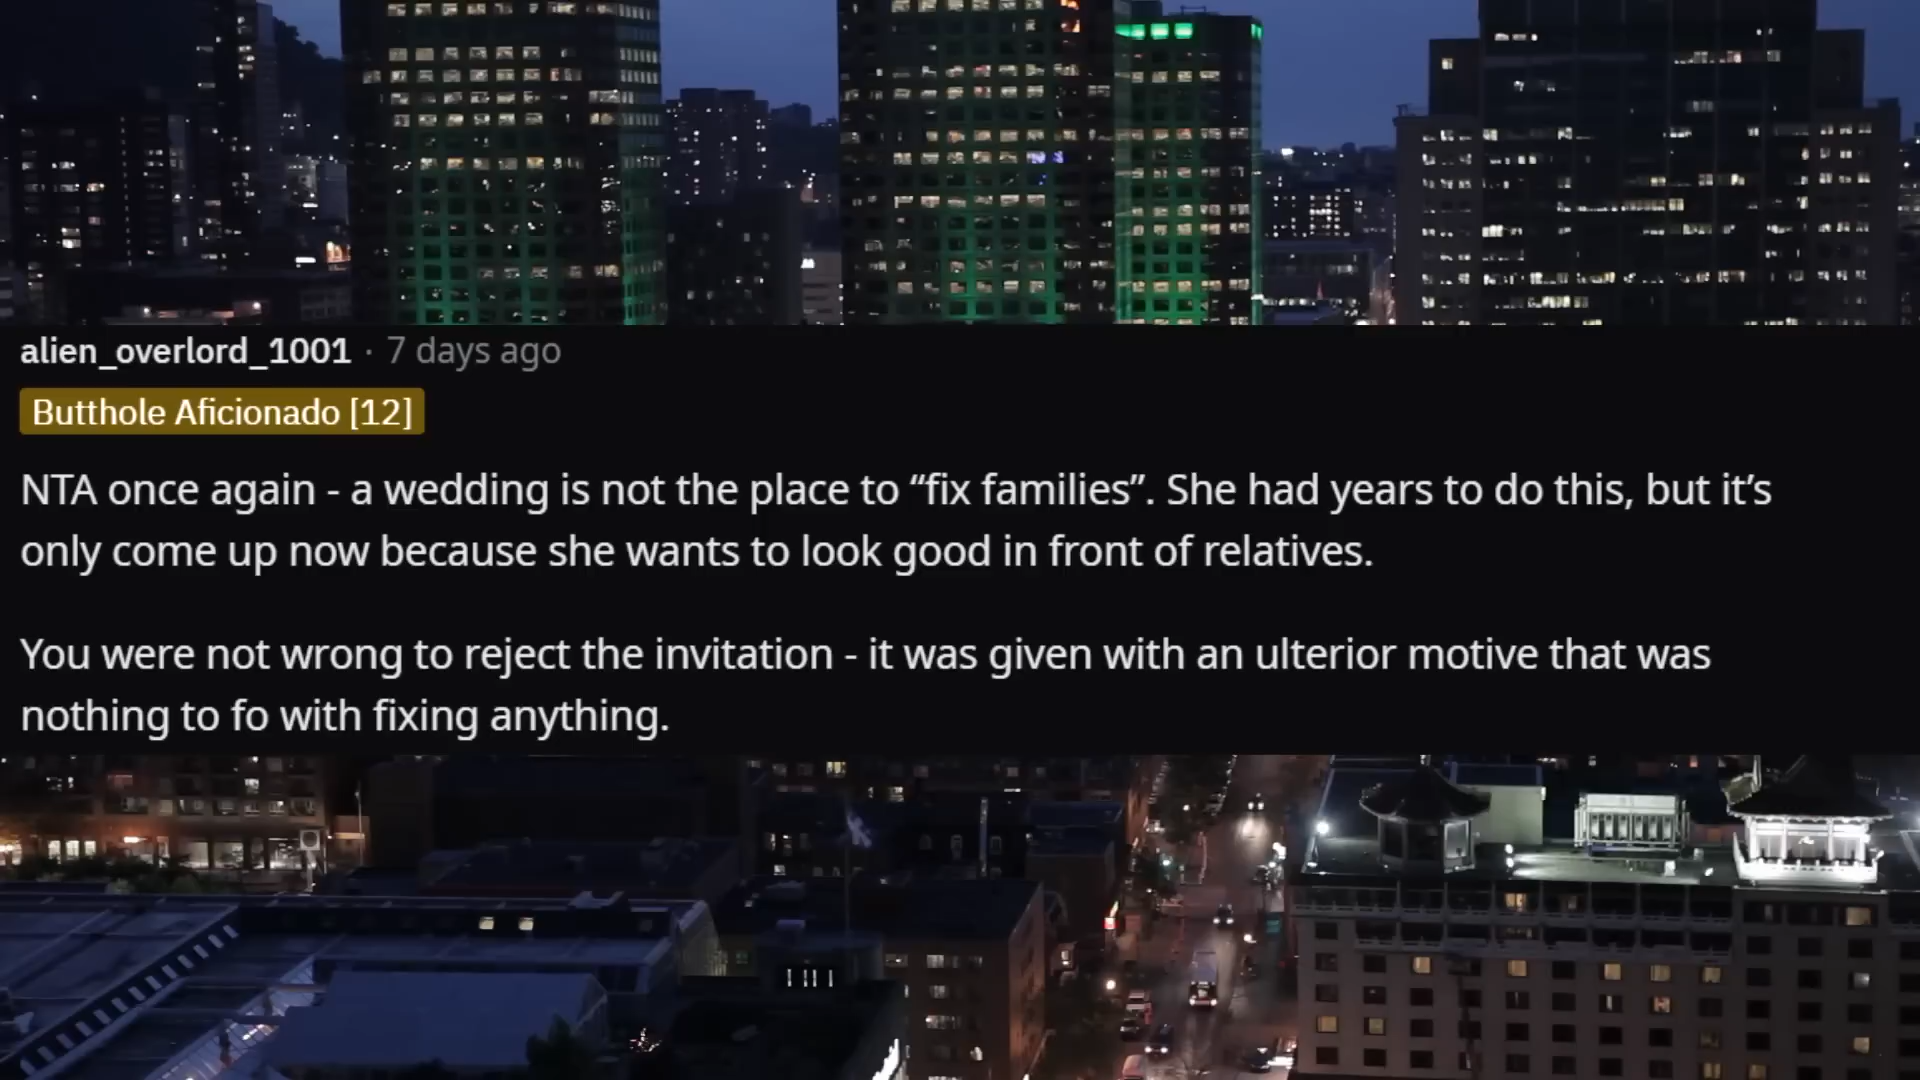 alien_overlord_1001 · 7 days ago
Butthole Aficionado [12]
NTA once again - a wedding is not the place to “fix families”. She had years to do this, but it’s
only come up now because she wants to look good in front of relatives.
You were not wrong to reject the invitation - it was given with an ulterior motive that was
nothing to fo with fixing anything.